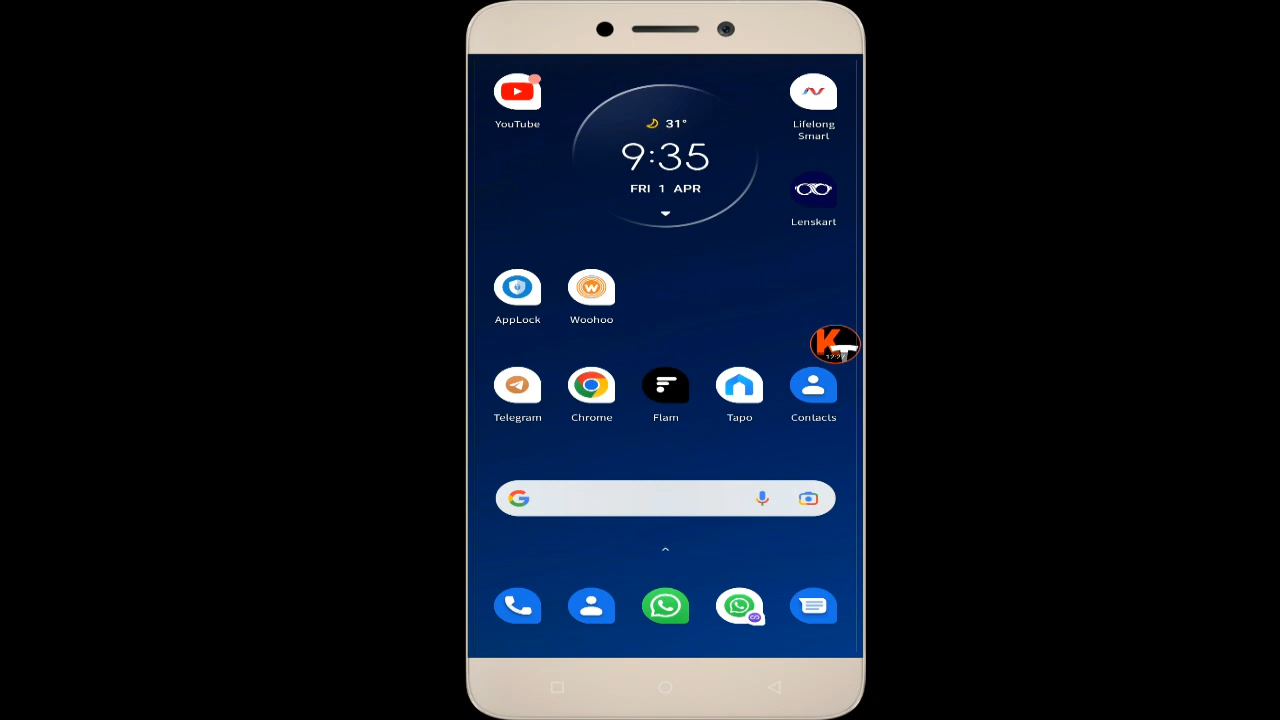 YouTube
31°
9:35
FRI 1 APR
Lifelong
Smart
Lenskart
AppLock
Woohoo
Telegram
Chrome
Flam
Tapo
Contacts